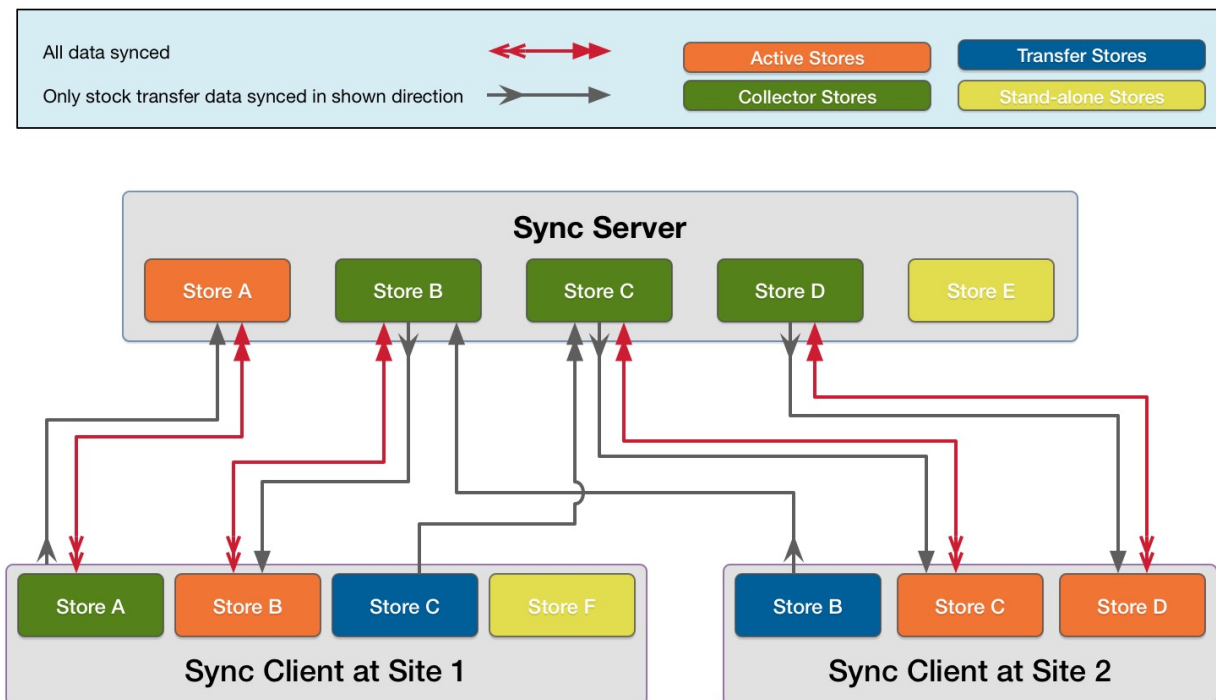 All data synced
Active Stores
Transfer Stores
Only stock transfer data synced in shown direction
Collector Stores
Stand-alone Stores
Sync Server
Store A
Store B
Store C
Store D
Store E
Store A
Store B
Store C
Store F
Store B
Store C
Store D
Sync Client at Site 1
Sync Client at Site 2